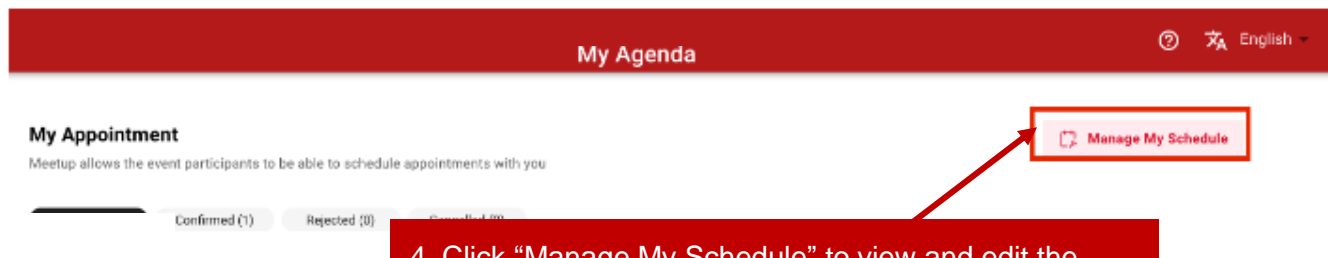 My Agenda
English
My Appointment
Manage My Schedule
Meetup allows the event participants to be able to schedule appointments with you
Confirmed (1) Rejected (0)
4. Click “Manage My Schedule” to view and edit the